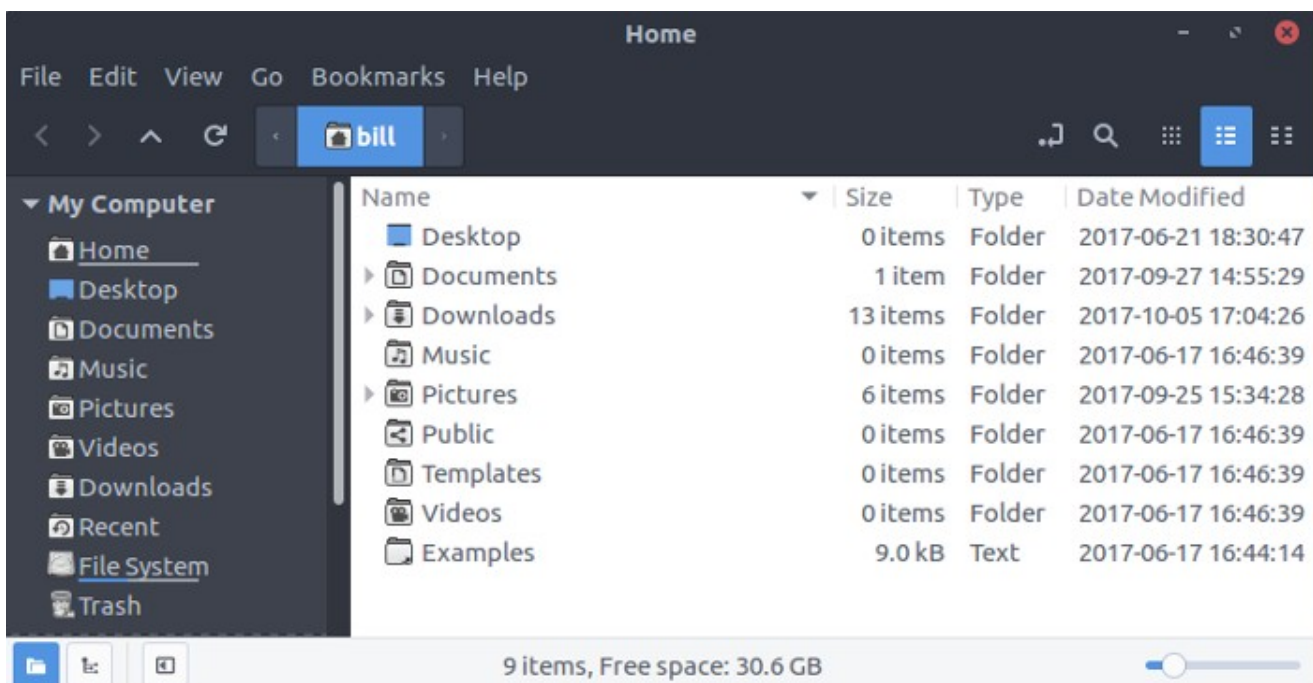 Home
File Edit View Go Bookmarks Help
bill
My Computer
Home
Desktop
Documents
Music
Pictures
Videos
Downloads
Recent
File System
Trash
Name Size Type Date Modified
Desktop 0 items Folder 2017-06-21 18:30:47
Documents 1 item Folder 2017-09-27 14:55:29
Downloads 13 items Folder 2017-10-05 17:04:26
Music 0 items Folder 2017-06-17 16:46:39
Pictures 6 items Folder 2017-09-25 15:34:28
Public 0 items Folder 2017-06-17 16:46:39
Templates 0 items Folder 2017-06-17 16:46:39
Videos 0 items Folder 2017-06-17 16:46:39
Examples 9.0 kB Text 2017-06-17 16:44:14
9 items, Free space: 30.6 GB